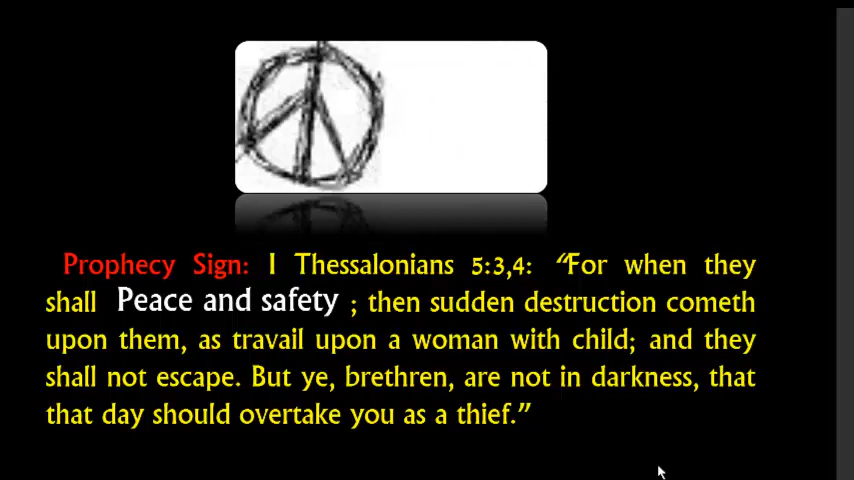 Prophecy Sign: I Thessalonians 5:3,4: “For when they
shall Peace and safety ; then sudden destruction cometh
upon them, as travail upon a woman with child; and they
shall not escape. But ye, brethren, are not in darkness, that
that day should overtake you as a thief.”